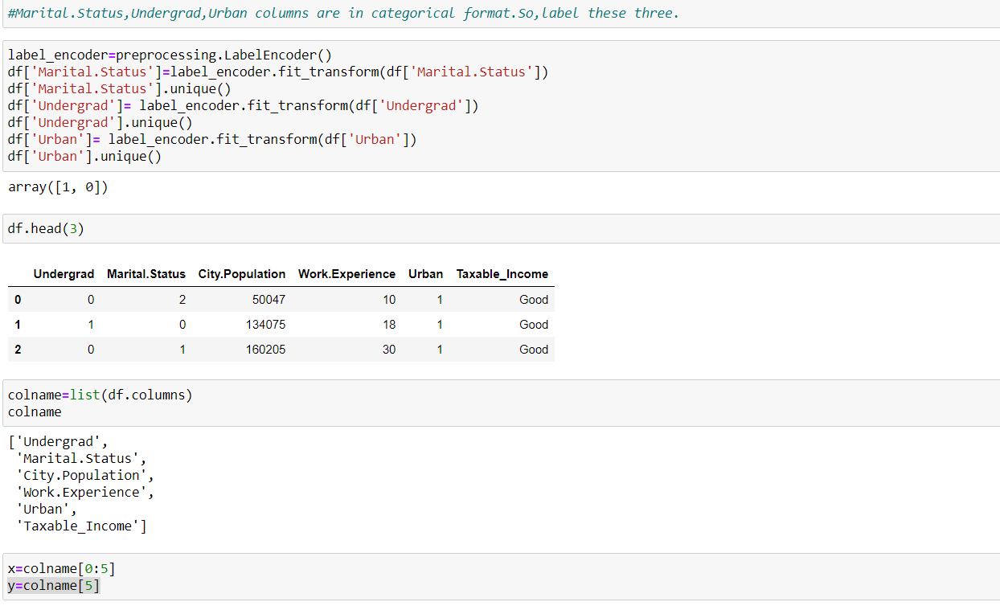 #Marital.Status,Undergrad,Urban columns are in categorical format.So,label these three.
label_encoder=preprocessing.LabelEncoder()
df['Marital.Status']=label_encoder.fit_transform(df['Marital.Status'])
df['Marital.Status'].unique()
df['Undergrad']= label_encoder.fit_transform(df['Undergrad'])
df['Undergrad'].unique()
df['Urban']= label_encoder.fit_transform(df['Urban'])
df['Urban'].unique()
array([1, 0])
df.head(3)
Undergrad Marital.Status City.Population Work.Experience Urban Taxable_Income
0 0 2 50047 10 1 Good
1 1 0 134075 18 1 Good
2 0 1 160205 30 1 Good
colname=list(df.columns)
colname
['Undergrad',
'Marital.Status',
'City.Population',
'Work.Experience',
'Urban',
'Taxable_Income']
x=colname[0:5]
y=colname[5]